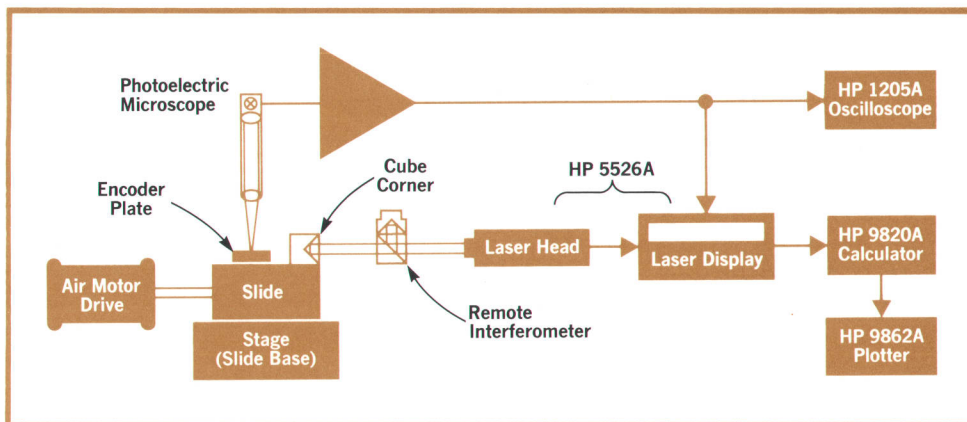 Photoelectric
Microscope
HP 1205A
Oscilloscope
Cube
Corner
HP 5526A
Encoder
Plate
Laser Head
Laser Display
HP 9820A
Calculator
Air Motor
Drive
Slide
Remote
Interferometer
Stage
(Slide Base)
HP 9862A
Plotter